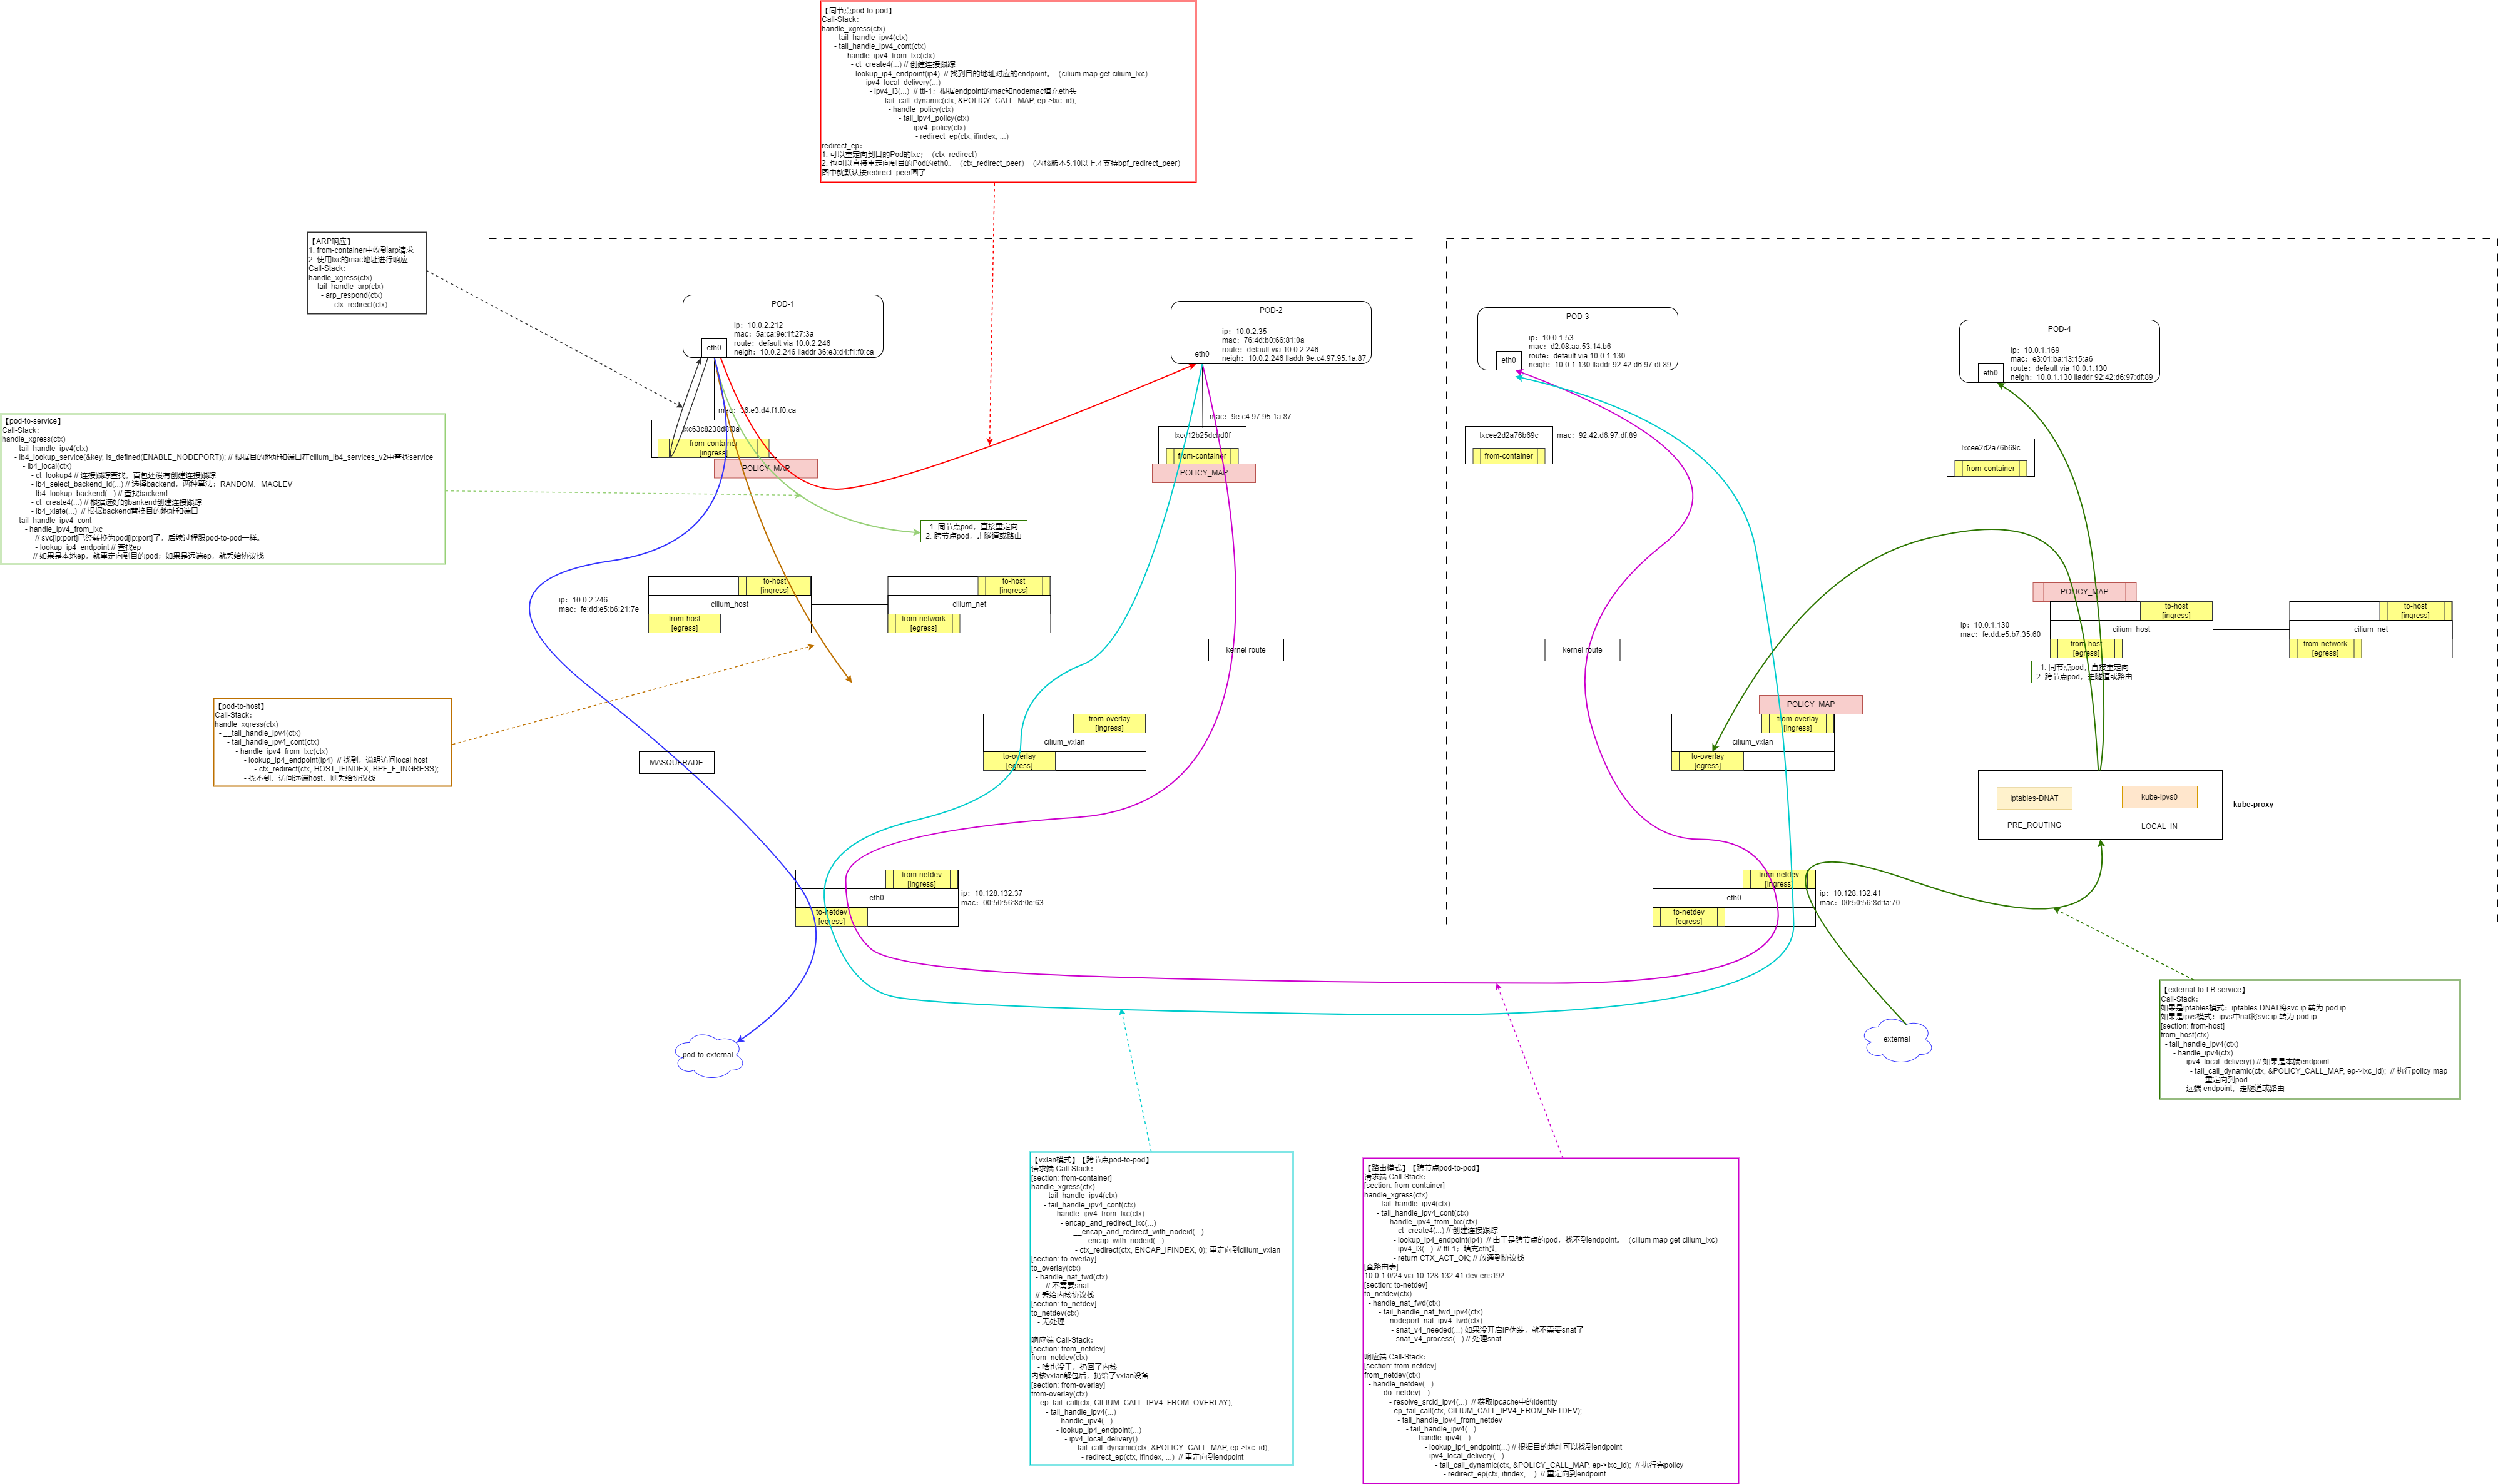 【同节点pod-to-pod】
Call-Stack：
handle_xgress(ctx)
- __tail_handle_ipv4(ctx)
- tail_handle_ipv4_cont(ctx)
- handle_ipv4_from_lxc(ctx)
- ct_create4(...) // 创建连接跟踪
- lookup_ip4_endpoint(ip4)  // 找到目的地址对应的endpoint。（cilium map get cilium_lxc）
- ipv4_local_delivery(...)
- ipv4_l3(...)  // ttl-1；根据endpoint的mac和nodemac填充eth头
- tail_call_dynamic(ctx, &POLICY_CALL_MAP, ep->lxc_id);
- handle_policy(ctx)
- tail_ipv4_policy(ctx)
- ipv4_policy(ctx)
- redirect_ep(ctx, ifindex, ...)
redirect_ep：
1. 可以重定向到目的Pod的lxc；（ctx_redirect）
2. 也可以直接重定向到目的Pod的eth0。（ctx_redirect_peer）（内核版本5.10以上才支持bpf_redirect_peer）
图中就默认按redirect_peer画了
【ARP响应】
1. from-container中收到arp请求
2. 使用lxc的mac地址进行响应
Call-Stack：
handle_xgress(ctx)
- tail_handle_arp(ctx)
- arp_respond(ctx)
- ctx_redirect(ctx)
POD-1
ip：10.0.2.212
mac：5a:ca:9e:1f:27:3a
route：default via 10.0.2.246
neigh：10.0.2.246 lladdr 36:e3:d4:f1:f0:ca
eth0
POD-2
ip：10.0.2.35
mac：76:4d:b0:66:81:0a
route：default via 10.0.2.246
neigh：10.0.2.246 lladdr 9e:c4:97:95:1a:87
eth0
POD-3
ip：10.0.1.53
mac：d2:08:aa:53:14:b6
route：default via 10.0.1.130
neigh：10.0.1.130 lladdr 92:42:d6:97:df:89
eth0
POD-4
ip：10.0.1.169
mac：e3:01:ba:13:15:a6
route：default via 10.0.1.130
neigh：10.0.1.130 lladdr 92:42:d6:97:df:89
eth0
mac：36:e3:d4:f1:f0:ca
from-container
[ingress]
POLICY_MAP
mac：9e:c4:97:95:1a:87
from-container
POLICY_MAP
lxcee2d2a76b69c
mac：92:42:d6:97:df:89
from-container
lxcee2d2a76b69c
from-container
【pod-to-service】
Call-Stack：
handle_xgress(ctx)
- __tail_handle_ipv4(ctx)
- lb4_lookup_service(&key, is_defined(ENABLE_NODEPORT)); // 根据目的地址和端口在cilium_lb4_services_v2中查找service
- lb4_local(ctx)
- ct_lookup4 // 连接跟踪查找，首包还没有创建连接跟踪
- lb4_select_backend_id(...) // 选择backend，两种算法：RANDOM、MAGLEV
- lb4_lookup_backend(...) // 查找backend
- ct_create4(...) // 根据选好的bankend创建连接跟踪
- lb4_xlate(...)  // 根据backend替换目的地址和端口
- tail_handle_ipv4_cont
- handle_ipv4_from_lxc
// svc[ip:port]已经转换为pod[ip:port]了，后续过程跟pod-to-pod一样。
- lookup_ip4_endpoint // 查找ep
// 如果是本地ep，就重定向到目的pod；如果是远端ep，就丢给协议栈
1. 同节点pod，直接重定向
2. 跨节点pod，走隧道或路由
ip：10.0.2.246
mac：fe:dd:e5:b6:21:7e
to-host
[ingress]
cilium_host
from-host
[egress]
to-host
[ingress]
cilium_net
from-network
[egress]
kernel route
kernel route
POLICY_MAP
ip：10.0.1.130
mac：fe:dd:e5:b7:35:60
to-host
[ingress]
cilium_host
from-host
[egress]
to-host
[ingress]
cilium_net
from-network
[egress]
1. 同节点pod，直接重定向
2. 跨节点pod，走隧道或路由
【pod-to-host】
Call-Stack：
handle_xgress(ctx)
- __tail_handle_ipv4(ctx)
- tail_handle_ipv4_cont(ctx)
- handle_ipv4_from_lxc(ctx)
- lookup_ip4_endpoint(ip4)  // 找到，说明访问local host
- ctx_redirect(ctx, HOST_IFINDEX, BPF_F_INGRESS);
- 找不到，访问远端host，则丢给协议栈
from-overlay
[ingress]
cilium_vxlan
to-overlay
[egress]
MASQUERADE
POLICY_MAP
from-overlay
[ingress]
cilium_vxlan
to-overlay
[egress]
iptables-DNAT
kube-ipvs0
PRE_ROUTING
LOCAL_IN
kube-proxy
from-netdev
[ingress]
eth0
to-netdev
[egress]
ip：10.128.132.37
mac：00:50:56:8d:0e:63
from-netdev
[ingress]
eth0
to-netdev
[egress]
ip：10.128.132.41
mac：00:50:56:8d:fa:70
pod-to-external
external
【external-to-LB service】
Call-Stack：
如果是iptables模式：iptables DNAT将svc ip 转为 pod ip
如果是ipvs模式：ipvs中nat将svc ip 转为 pod ip
[section: from-host]
from_host(ctx)
- tail_handle_ipv4(ctx)
- handle_ipv4(ctx)
- ipv4_local_delivery() // 如果是本端endpoint
- tail_call_dynamic(ctx, &POLICY_CALL_MAP, ep->lxc_id);  // 执行policy map
- 重定向到pod
- 远端 endpoint，走隧道或路由
【vxlan模式】【跨节点pod-to-pod】
请求端 Call-Stack：
[section: from-container]
handle_xgress(ctx)
- __tail_handle_ipv4(ctx)
- tail_handle_ipv4_cont(ctx)
- handle_ipv4_from_lxc(ctx)
- encap_and_redirect_lxc(...)
- __encap_and_redirect_with_nodeid(...)
- __encap_with_nodeid(...)
- ctx_redirect(ctx, ENCAP_IFINDEX, 0); 重定向到cilium_vxlan
[section: to-overlay]
to_overlay(ctx)
- handle_nat_fwd(ctx)
// 不需要snat
// 丢给内核协议栈
[section: to_netdev]
to_netdev(ctx)
- 无处理
响应端 Call-Stack：
[section: from_netdev]
from_netdev(ctx)
- 啥也没干，扔回了内核
内核vxlan解包后，扔给了vxlan设备
[section: from-overlay]
from-overlay(ctx)
- ep_tail_call(ctx, CILIUM_CALL_IPV4_FROM_OVERLAY);
- tail_handle_ipv4(...)
- handle_ipv4(...)
- lookup_ip4_endpoint(...)
- ipv4_local_delivery()
- tail_call_dynamic(ctx, &POLICY_CALL_MAP, ep->lxc_id);
- redirect_ep(ctx, ifindex, ...)  // 重定向到endpoint
【路由模式】【跨节点pod-to-pod】
请求端 Call-Stack：
[section: from-container]
handle_xgress(ctx)
- __tail_handle_ipv4(ctx)
- tail_handle_ipv4_cont(ctx)
- handle_ipv4_from_lxc(ctx)
- ct_create4(...) // 创建连接跟踪
- lookup_ip4_endpoint(ip4)  // 由于是跨节点的pod，找不到endpoint。（cilium map get cilium_lxc）
- ipv4_l3(...)  // ttl-1；填充eth头
- return CTX_ACT_OK; // 放通到协议栈
[查路由表]
10.0.1.0/24 via 10.128.132.41 dev ens192
[section: to-netdev]
to_netdev(ctx)
- handle_nat_fwd(ctx)
- tail_handle_nat_fwd_ipv4(ctx)
- nodeport_nat_ipv4_fwd(ctx)
- snat_v4_needed(...) 如果没开启IP伪装，就不需要snat了
- snat_v4_process(...) // 处理snat
响应端 Call-Stack：
[section: from-netdev]
from_netdev(ctx)
- handle_netdev(...)
- do_netdev(...)
- resolve_srcid_ipv4(...)  // 获取ipcache中的identity
- ep_tail_call(ctx, CILIUM_CALL_IPV4_FROM_NETDEV);
- tail_handle_ipv4_from_netdev
- tail_handle_ipv4(...)
- handle_ipv4(...)
- lookup_ip4_endpoint(...) // 根据目的地址可以找到endpoint
- ipv4_local_delivery(...)
- tail_call_dynamic(ctx, &POLICY_CALL_MAP, ep->lxc_id);  // 执行完policy
- redirect_ep(ctx, ifindex, ...)  // 重定向到endpoint